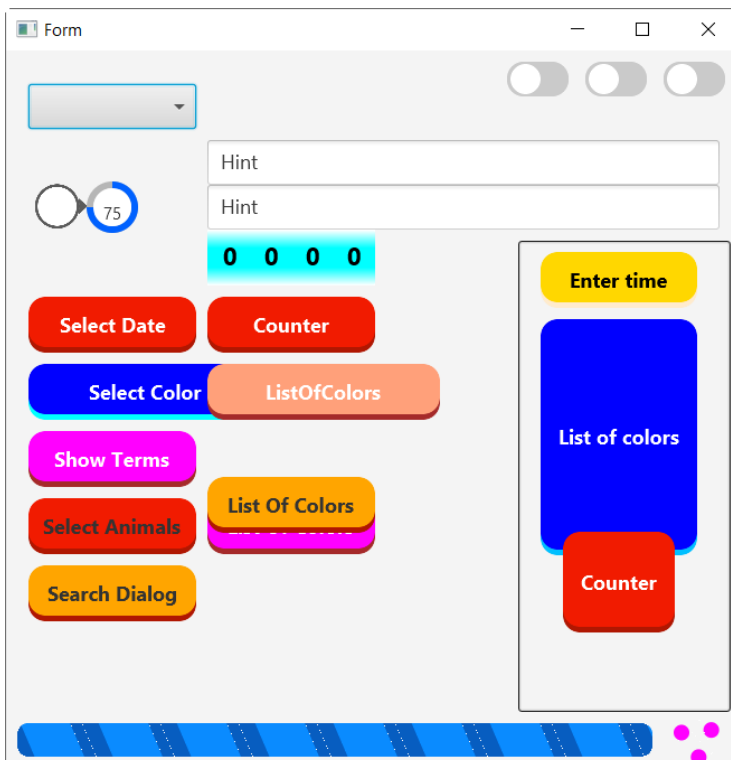 Form
Hint
75
Hint
0 0 0 0
Enter time
Select Date
Counter
Select Color
ListOfColors
List of colors
Show Terms
List Of Colors
Select Animals
Counter
Search Dialog